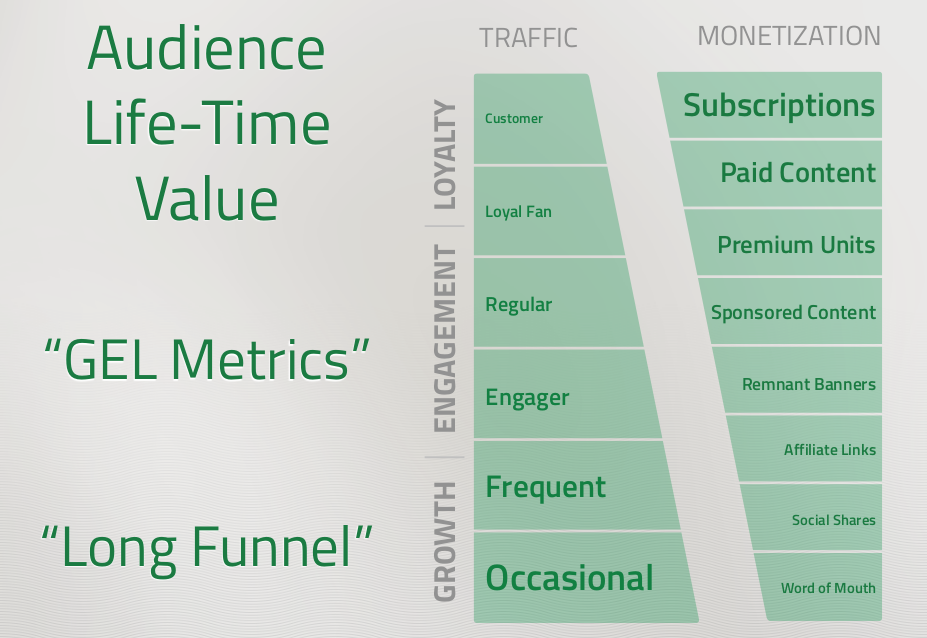 Audience
Life-Time
Value
“GEL Metrics”
“Long Funnel”
TRAFFIC
LOYALTY
ENGAGEMENT
GROWTH
Customer
Loyal Fan
Regular
Engager
Frequent
Occasional
MONETIZATION
Subscriptions
Paid Content
Premium Units
Sponsored Content
Remnant Banners
Affiliate Links
Social Shares
Word of Mouth